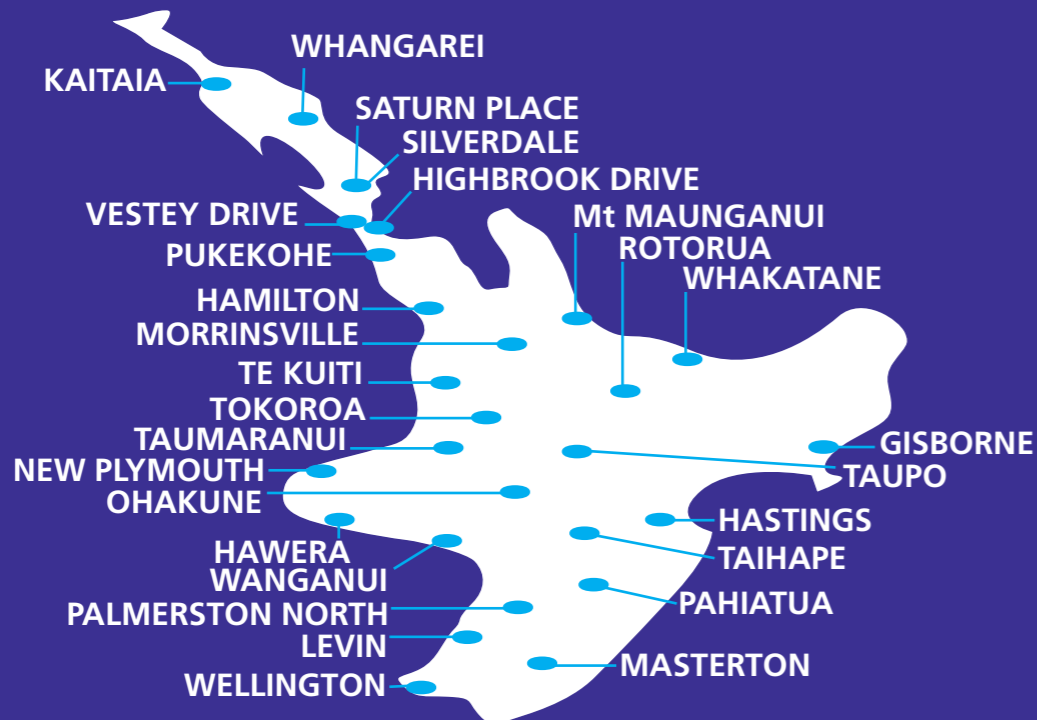 WHANGAREI
KAITAIA
SATURN PLACE
SILVERDALE
HIGHBROOK DRIVE
VESTEY DRIVE
Mt MAUNGANUI
PUKEKOHE
ROTORUA
WHAKATANE
HAMILTON
MORRINSVILLE
TE KUITI
TOKOROA
TAUMARANUI
GISBORNE
NEW PLYMOUTH
TAUPO
OHAKUNE
HASTINGS
HAWERA
TAIHAPE
WANGANUI
PAHIATUA
PALMERSTON NORTH
LEVIN
MASTERTON
WELLINGTON